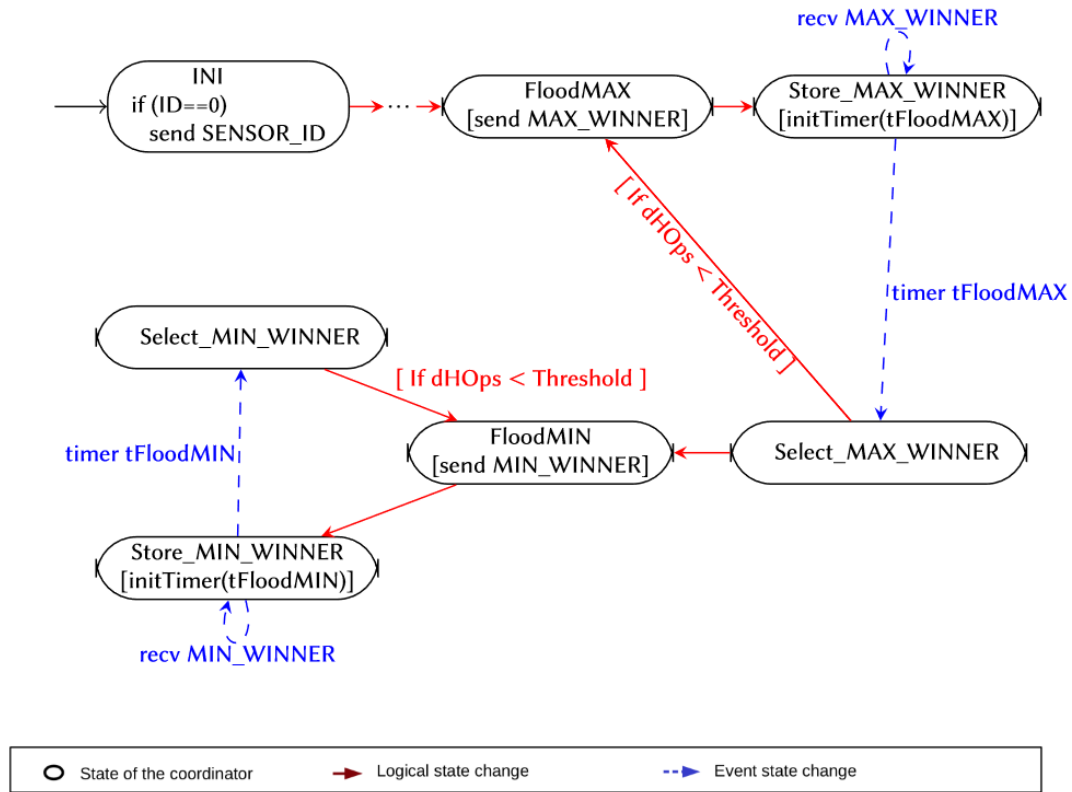 recv MAX_WINNER
INI
if (ID==0)
send SENSOR_ID
...
FloodMAX
[send MAX_WINNER]
Store_MAX_WINNER
[initTimer(tFloodMAX)]
[ If dHOps < Threshold ]
timer tFloodMAX
Select_MIN_WINNER
[ If dHOps < Threshold ]
timer tFloodMIN
FloodMIN
[send MIN_WINNER]
Select_MAX_WINNER
Store_MIN_WINNER
[initTimer(tFloodMIN)]
recv MIN_WINNER
State of the coordinator
Logical state change
Event state change